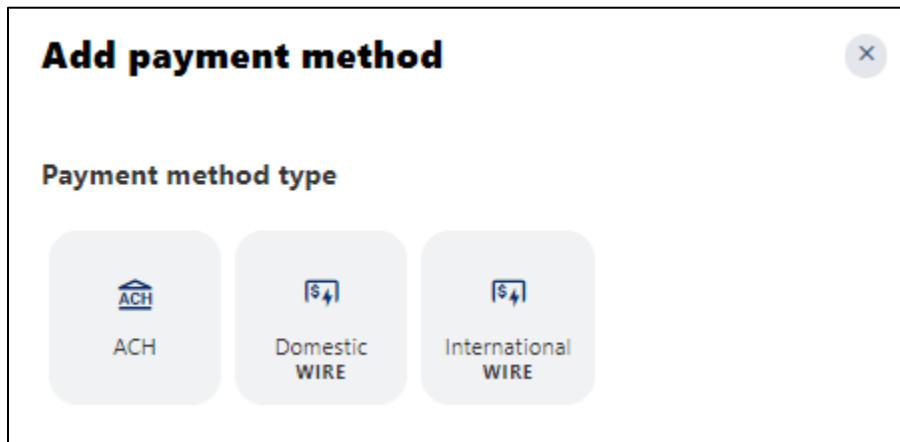 Add payment method
Payment method type
ACH
$
$
ACH
Domestic
WIRE
International
WIRE